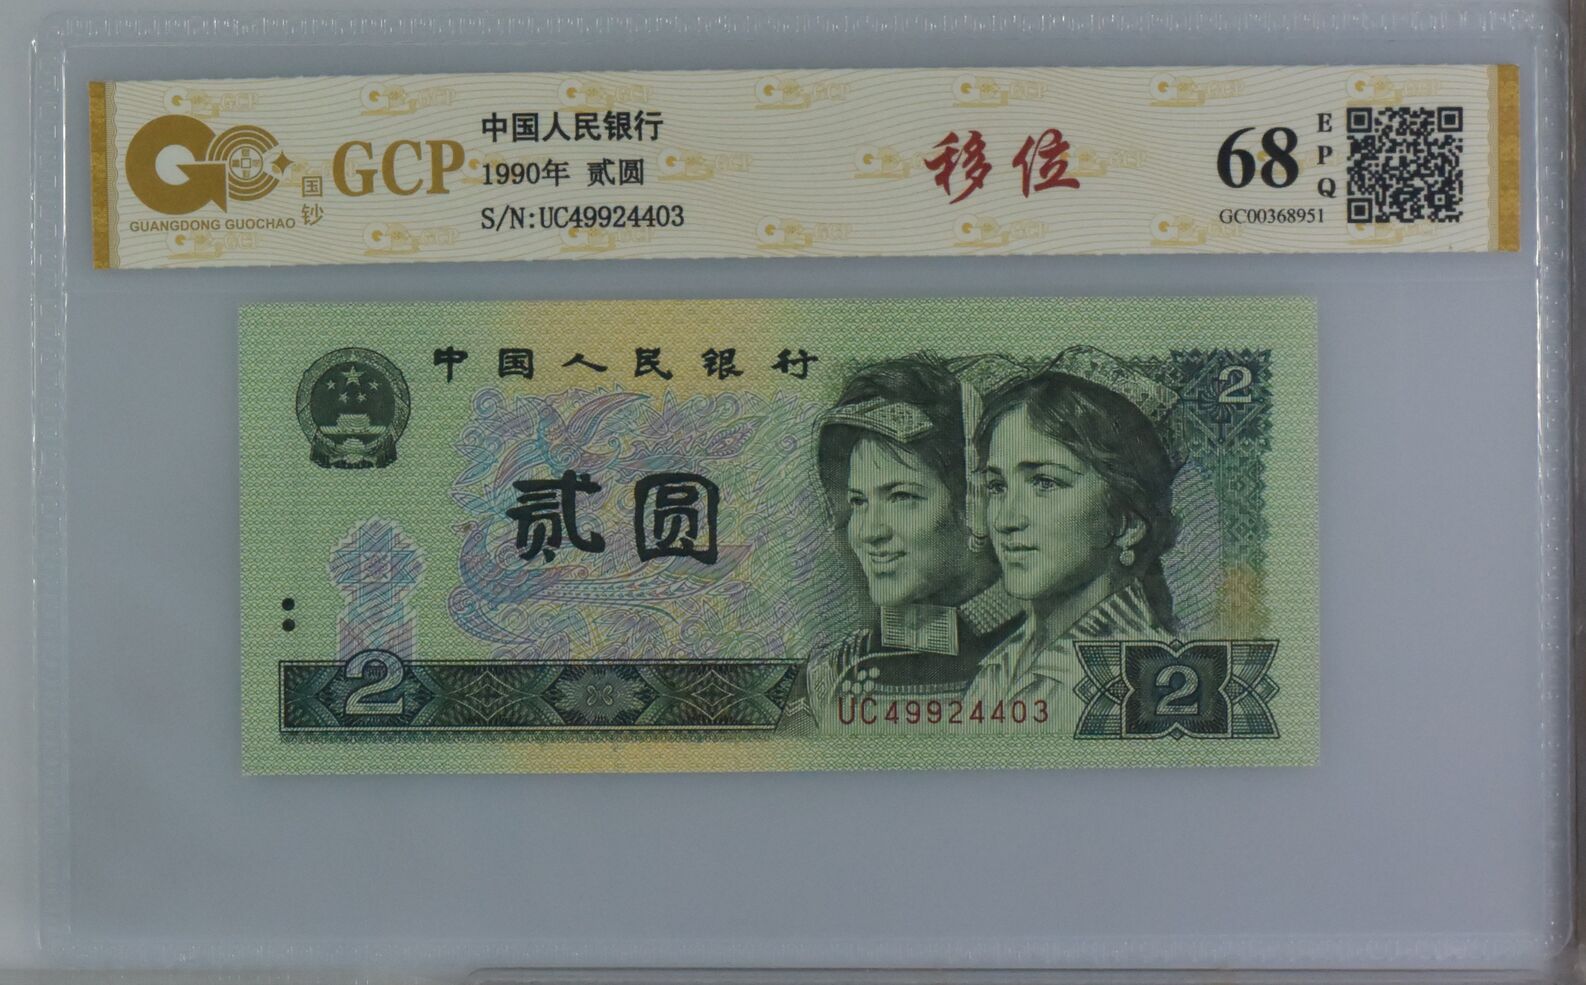 中国人民银行
1990年 贰圆
S/N:UC49924403
GCP
国钞
GUANGDONG GUOCHAO
移位
68
EPQ
GC00368951
中国人民银行
2
贰圆
2
UC49924403
2